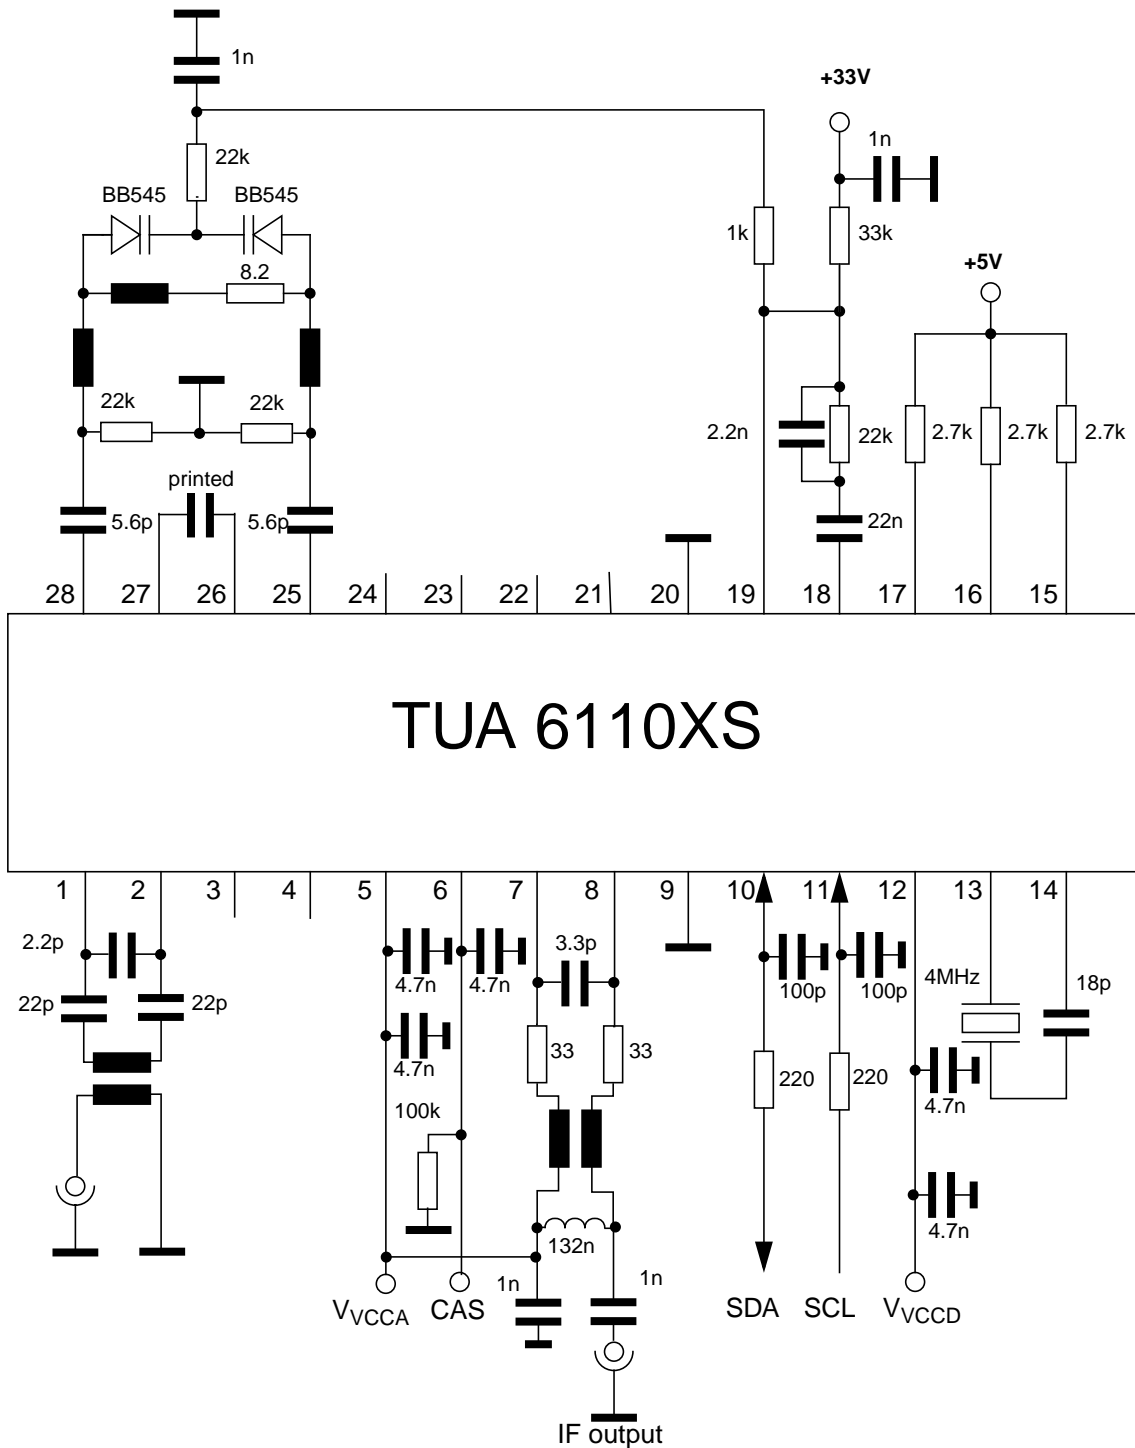 1n
+33V
1n
22k
BB545
BB545
1k
33k
8.2
+5V
22k
22k
2.2n
22k
2.7k
2.7k
2.7k
printed
5.6p
5.6p
22n
28
27
26
25
24
23
22
21
20
19
18
17
16
15
TUA 6110XS
1
2
3
4
5
6
7
8
9
10
11
12
13
14
2.2p
3.3p
4.7n
4.7n
100p
100p
4MHz
18p
22p
22p
4.7n
33
33
220
220
4.7n
100k
4.7n
132n
1n
1n
VVCCA
CAS
SDA
SCL
VVCCD
IF output